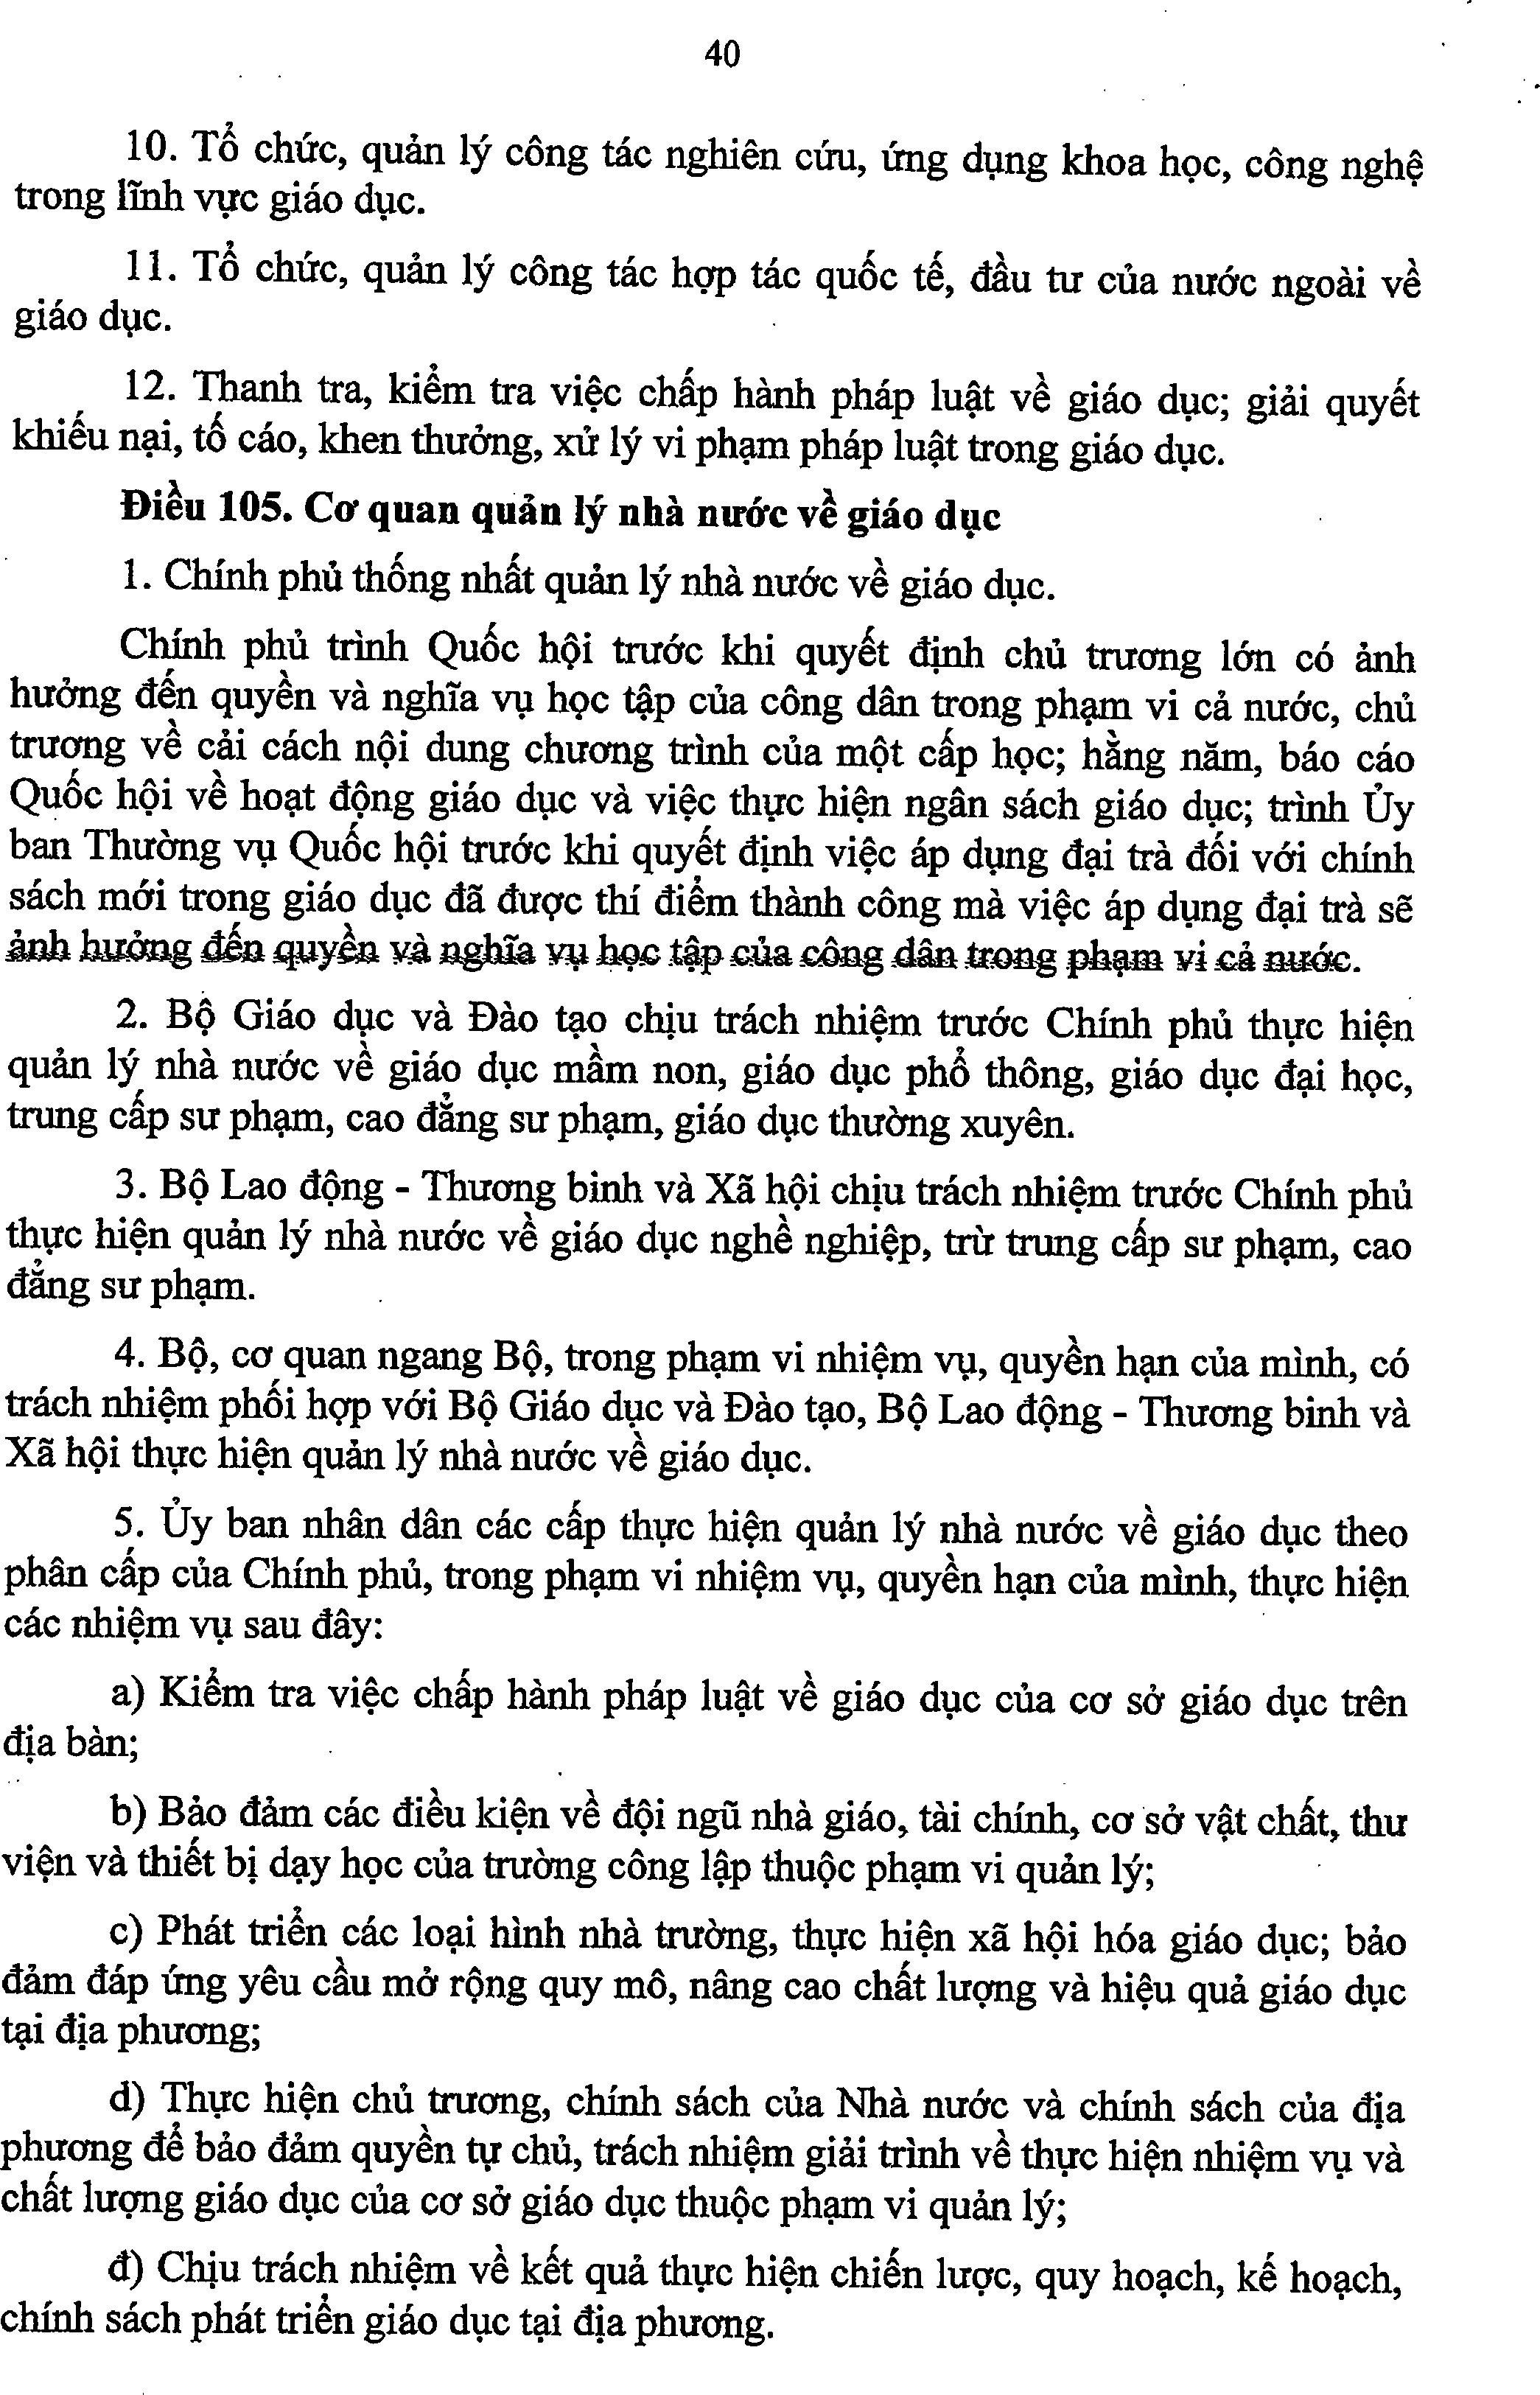 40
10. Tổ chức, quản lý công tác nghiên cứu, ứng dụng khoa học, công nghệ
trong lĩnh vực giáo dục.
11. Tổ chức, quản lý công tác hợp tác quốc tế, đầu tư của nước ngoài về
giáo dục.
12. Thanh tra, kiểm tra việc chấp hành pháp luật về giáo dục; giải quyết
khiếu nại, tố cáo, khen thưởng, xử lý vi phạm pháp luật trong giáo dục.
Điều 105. Cơ quan quản lý nhà nước về giáo dục
1. Chính phủ thống nhất quản lý nhà nước về giáo dục.
Chính phủ trình Quốc hội trước khi quyết định chủ trương lớn có ảnh
hưởng đến quyền và nghĩa vụ học tập của công dân trong phạm vi cả nước, chủ
trương về cải cách nội dung chương trình của một cấp học; hằng năm, báo cáo
Quốc hội về hoạt động giáo dục và việc thực hiện ngân sách giáo dục; trình Ủy
ban Thường vụ Quốc hội trước khi quyết định việc áp dụng đại trà đối với chính
sách mới trong giáo dục đã được thí điểm thành công mà việc áp dụng đại trà sẽ
ảnh hưởng đến quyền và nghĩa vụ học tập của công dân trong phạm vi cả nước.
2. Bộ Giáo dục và Đào tạo chịu trách nhiệm trước Chính phủ thực hiện
quản lý nhà nước về giáo dục mầm non, giáo dục phổ thông, giáo dục đại học,
trung cấp sư phạm, cao đẳng sư phạm, giáo dục thường xuyên.
3. Bộ Lao động - Thương binh và Xã hội chịu trách nhiệm trước Chính phủ
thực hiện quản lý nhà nước về giáo dục nghề nghiệp, trừ trung cấp sư phạm, cao
đẳng sư phạm.
4. Bộ, cơ quan ngang Bộ, trong phạm vi nhiệm vụ, quyền hạn của mình, có
trách nhiệm phối hợp với Bộ Giáo dục và Đào tạo, Bộ Lao động - Thương binh và
Xã hội thực hiện quản lý nhà nước về giáo dục.
5. Ủy ban nhân dân các cấp thực hiện quản lý nhà nước về giáo dục theo
phân cấp của Chính phủ, trong phạm vi nhiệm vụ, quyền hạn của mình, thực hiện
các nhiệm vụ sau đây:
a) Kiểm tra việc chấp hành pháp luật về giáo dục của cơ sở giáo dục trên
địa bàn;
b) Bảo đảm các điều kiện về đội ngũ nhà giáo, tài chính, cơ sở vật chất, thư
viện và thiết bị dạy học của trường công lập thuộc phạm vi quản lý;
c) Phát triển các loại hình nhà trường, thực hiện xã hội hóa giáo dục; bảo
đảm đáp ứng yêu cầu mở rộng quy mô, nâng cao chất lượng và hiệu quả giáo dục
tại địa phương;
d) Thực hiện chủ trương, chính sách của Nhà nước và chính sách của địa
phương để bảo đảm quyền tự chủ, trách nhiệm giải trình về thực hiện nhiệm vụ và
chất lượng giáo dục của cơ sở giáo dục thuộc phạm vi quản lý;
đ) Chịu trách nhiệm về kết quả thực hiện chiến lược, quy hoạch, kế hoạch,
chính sách phát triển giáo dục tại địa phương.